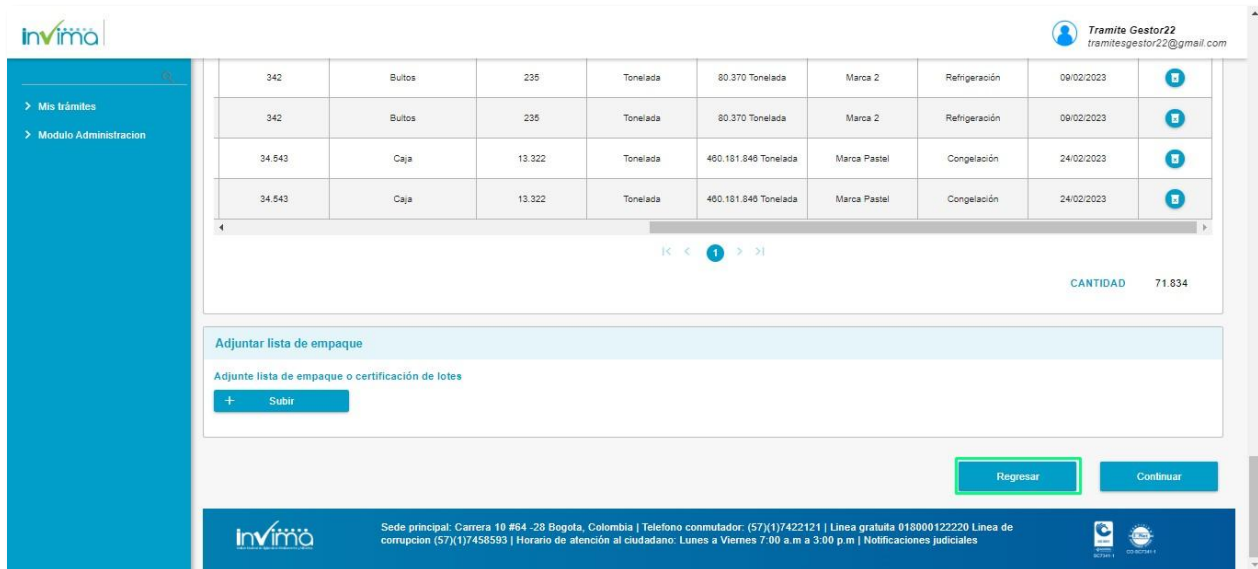 invima
Tramite Gestor22
tramitesgestor22@gmail.com
Mis trámites
Modulo Administracion
342 Bultos 235 Tonelada 80.370 Tonelada Marca 2 Refrigeración 09/02/2023
342 Bultos 235 Tonelada 80.370 Tonelada Marca 2 Refrigeración 09/02/2023
34.543 Caja 13.322 Tonelada 460.181.846 Tonelada Marca Pastel Congelación 24/02/2023
34.543 Caja 13.322 Tonelada 460.181.846 Tonelada Marca Pastel Congelación 24/02/2023
1
CANTIDAD 71.834
Adjuntar lista de empaque
Adjunte lista de empaque o certificación de lotes
+ Subir
Regresar Continuar
invima
Sede principal: Carrera 10 #64 -28 Bogota, Colombia | Telefono conmutador: (57)(1)7422121 | Linea gratuita 018000122220 Linea de
corrupcion (57)(1)7458593 | Horario de atención al ciudadano: Lunes a Viernes 7:00 a.m a 3:00 p.m | Notificaciones judiciales